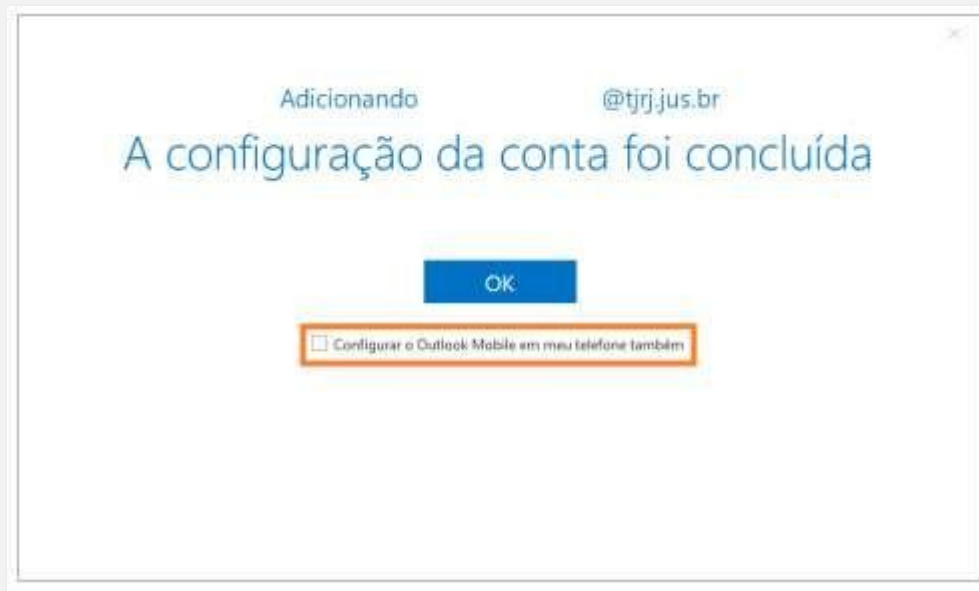 Adicionando @tjrj.jus.br
A configuração da conta foi concluída
OK
Configurar o Outlook Mobile em meu telefone também